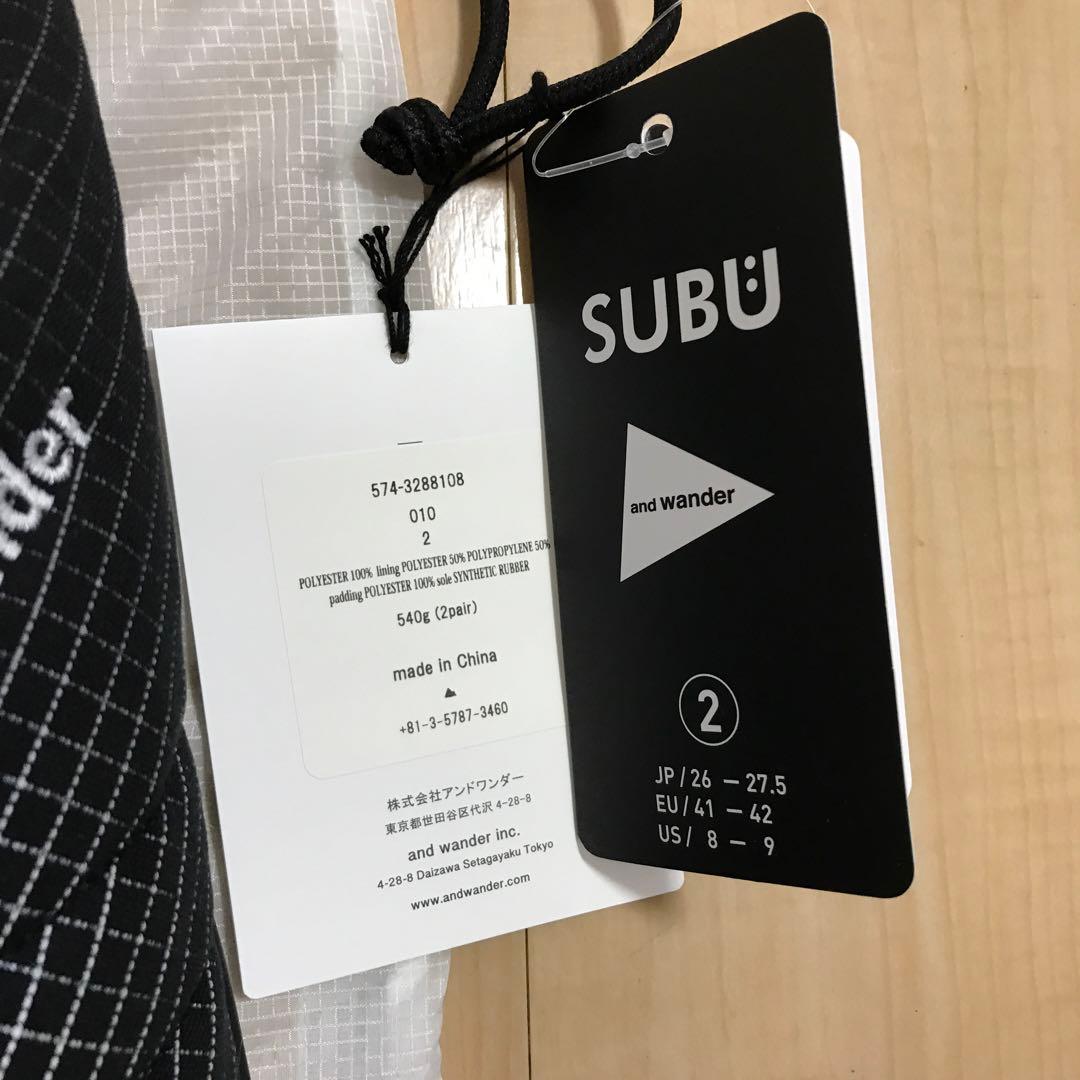 nder
574-3288108
010
2
POLYESTER 100% lining POLYESTER 50% POLYPROPYLENE 50%
padding POLYESTER 100% sole SYNTHETIC RUBBER
540g (2pair)
made in China
+81-3-5787-3460
株式会社アンドワンダー
東京都世田谷区代沢 4-28-8
and wander inc.
4-28-8 Daizawa Setagayaku Tokyo
www.andwander.com
SUBÜ
and wander
2
JP / 26 — 27.5
EU / 41 — 42
US / 8 — 9